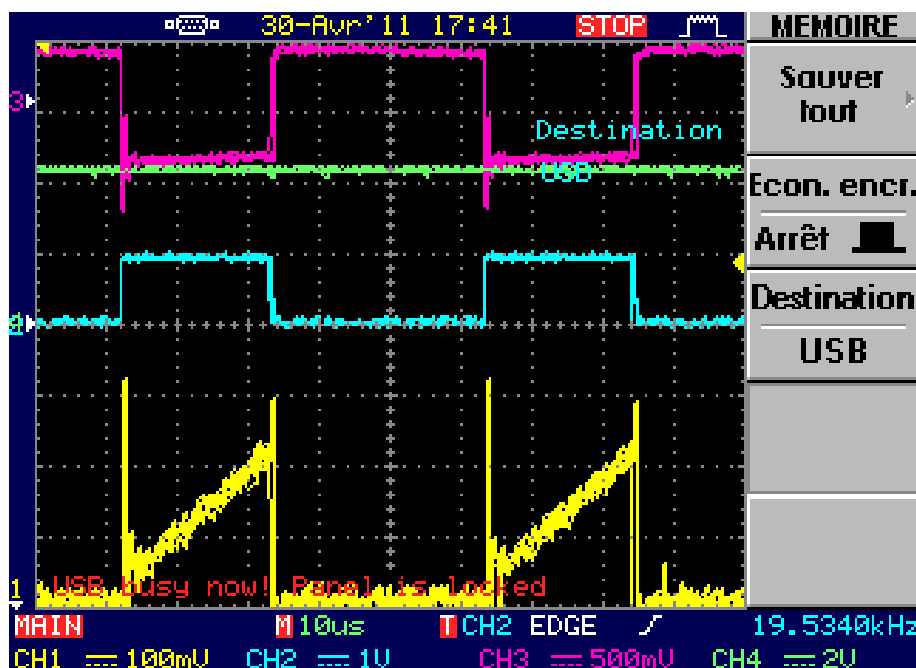 30-Avr'11 17:41 STOP MEMOIRE
Sauver
tout
3
Destination
USB
Econ. encr.
Arrêt
Destination
USB
1
USB busy now! Panel is locked
MAIN M 10us T CH2 EDGE 19.5340kHz
CH1 100mV CH2 1V CH3 500mV CH4 2V